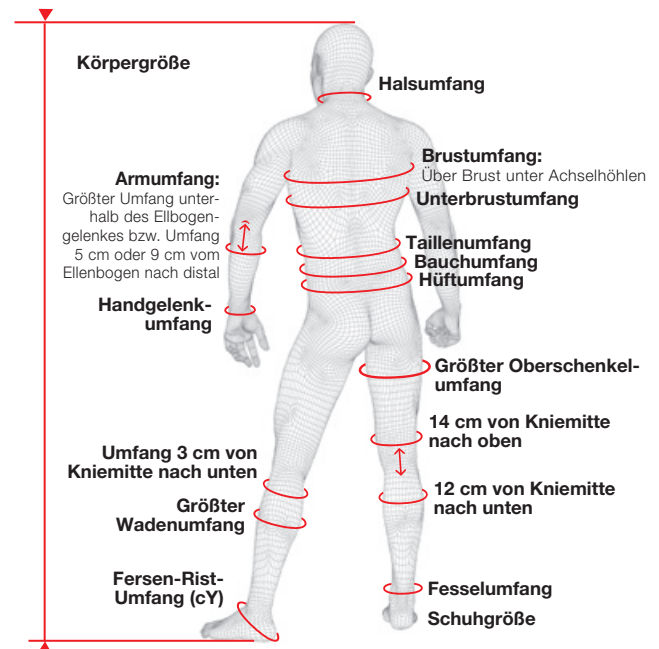 Körpergröße
Halsumfang
Brustumfang:
Über Brust unter Achselhöhlen
Unterbrustumfang
Armumfang:
Größter Umfang unter-
halb des Ellbogen-
gelenkes bzw. Umfang
5 cm oder 9 cm vom
Ellenbogen nach distal
Taillenumfang
Bauchumfang
Hüftumfang
Handgelenk-
umfang
Größter Oberschenkel-
umfang
14 cm von Kniemitte
nach oben
Umfang 3 cm von
Kniemitte nach unten
12 cm von Kniemitte
nach unten
Größter
Wadenumfang
Fersen-Rist-
Umfang (cY)
Fesselumfang
Schuhgröße